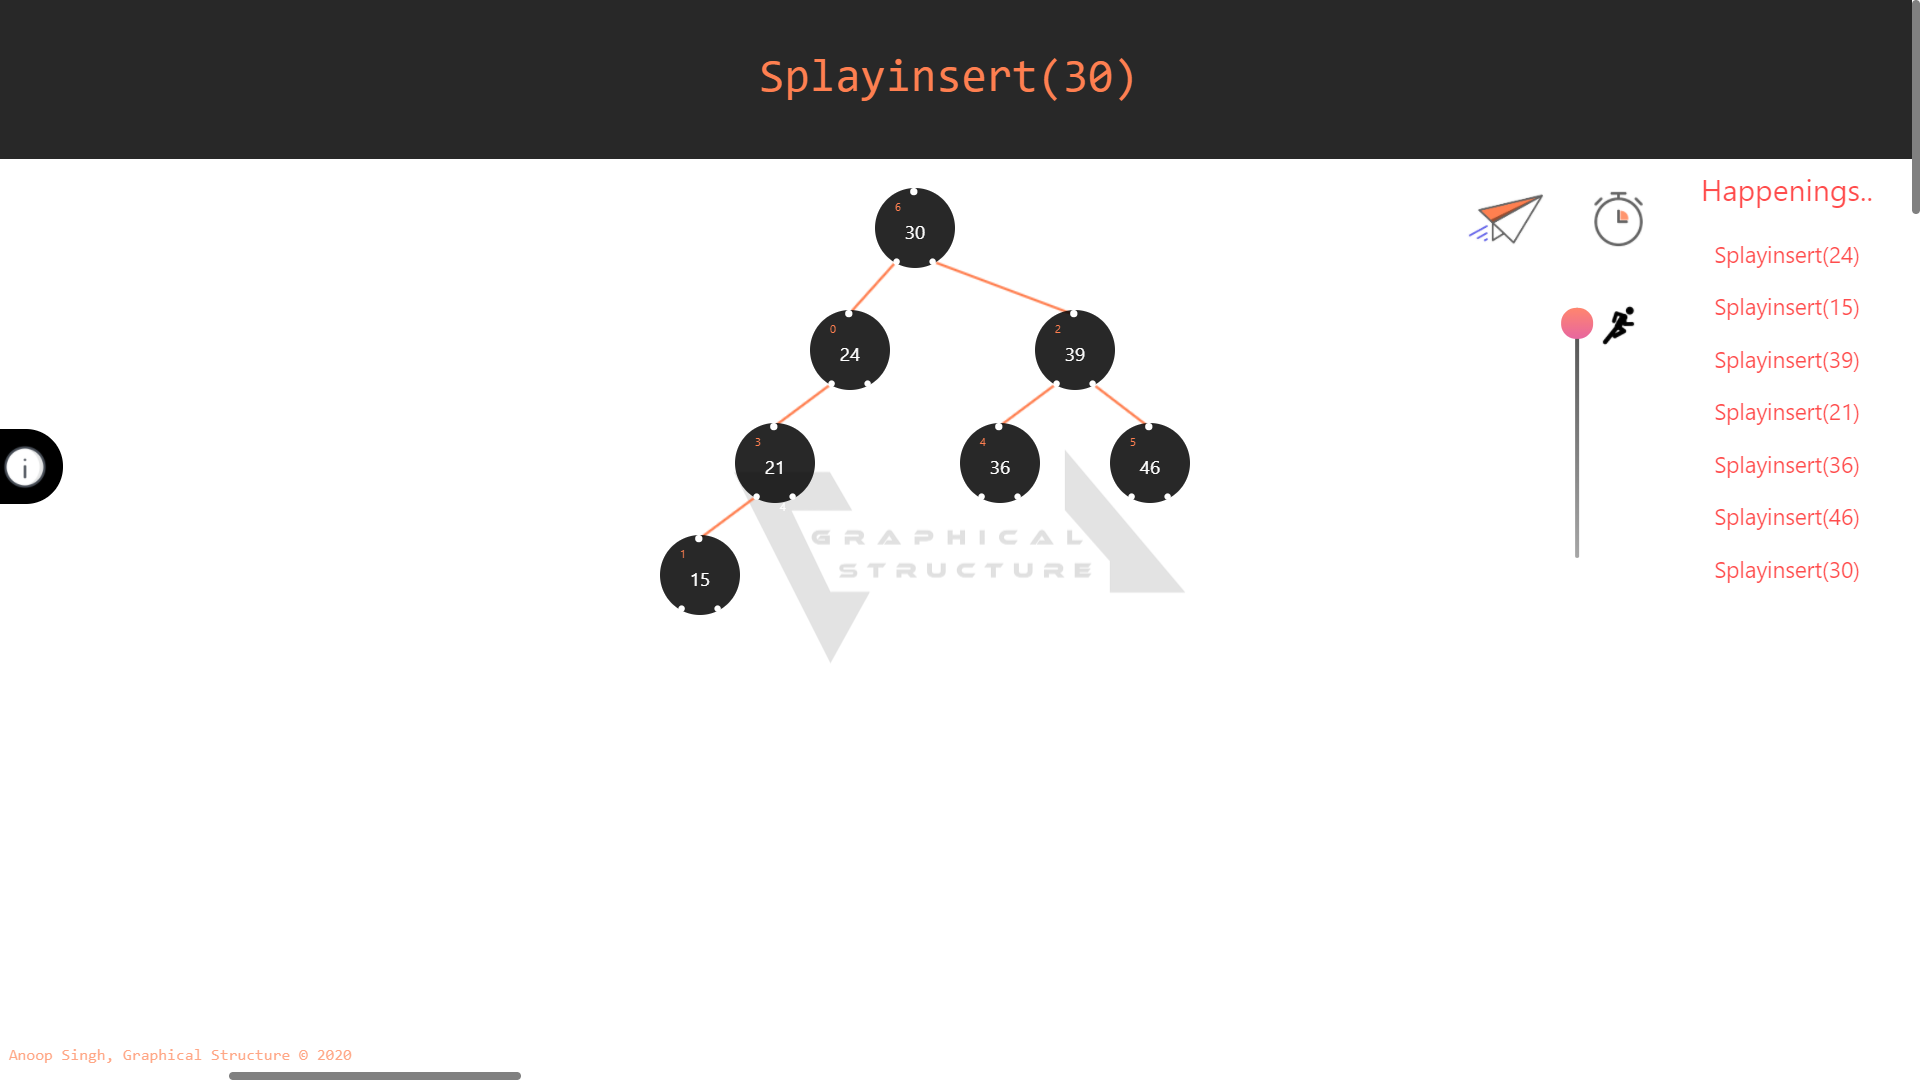 Splayinsert(30)
Happenings..
Splayinsert(24)
Splayinsert(15)
Splayinsert(39)
Splayinsert(21)
Splayinsert(36)
Splayinsert(46)
Splayinsert(30)
6
30
0
24
2
39
3
21
4
36
5
46
4
GRAPHICAL
STRUCTURE
1
15
i
Anoop Singh, Graphical Structure © 2020